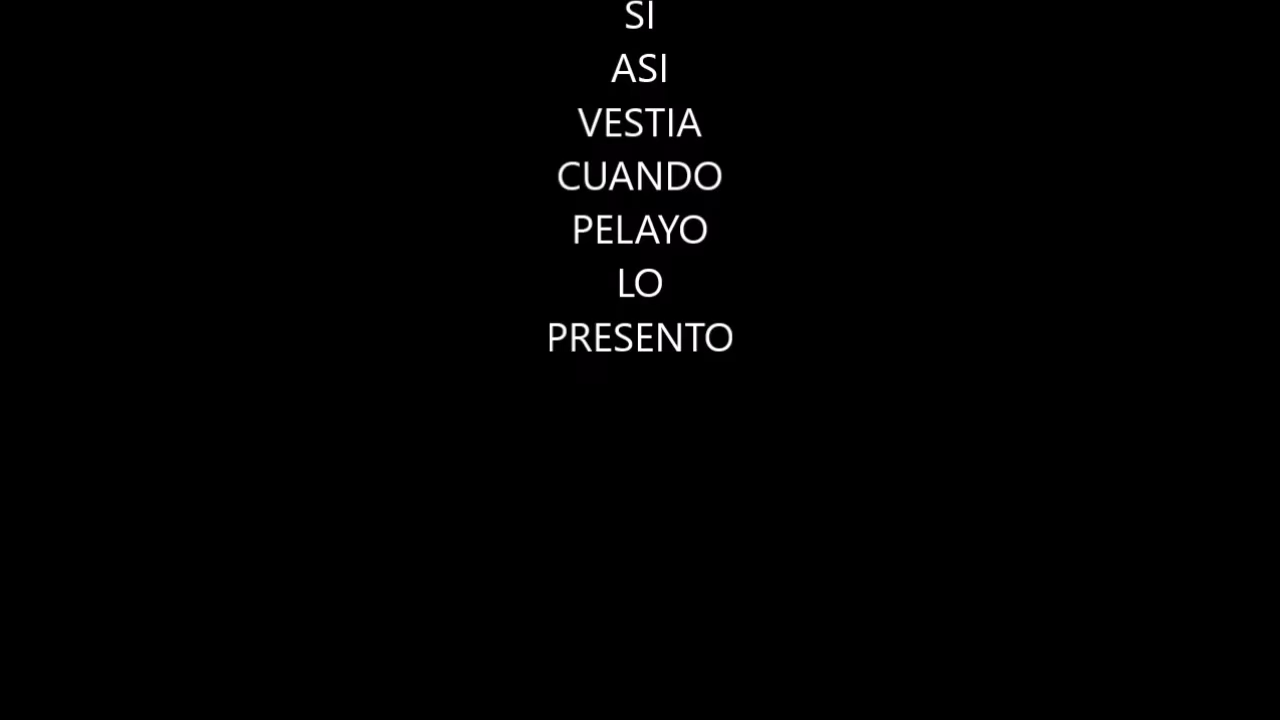 SI
ASI
VESTIA
CUANDO
PELAYO
LO
PRESENTO